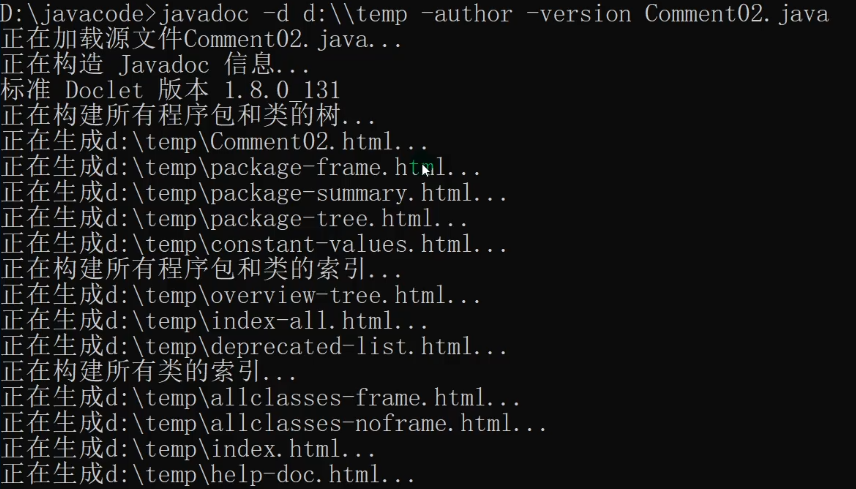 D:\javacode>javadoc -d d:\\temp -author -version Comment02.java
正在加载源文件Comment02.java...
正在构造 Javadoc 信息...
标准 Doclet 版本 1.8.0_131
正在构建所有程序包和类的树...
正在生成d:\temp\Comment02.html...
正在生成d:\temp\package-frame.html...
正在生成d:\temp\package-summary.html...
正在生成d:\temp\package-tree.html...
正在生成d:\temp\constant-values.html...
正在构建所有程序包和类的索引...
正在生成d:\temp\overview-tree.html...
正在生成d:\temp\index-all.html...
正在生成d:\temp\deprecated-list.html...
正在构建所有类的索引...
正在生成d:\temp\allclasses-frame.html...
正在生成d:\temp\allclasses-noframe.html...
正在生成d:\temp\index.html...
正在生成d:\temp\help-doc.html...